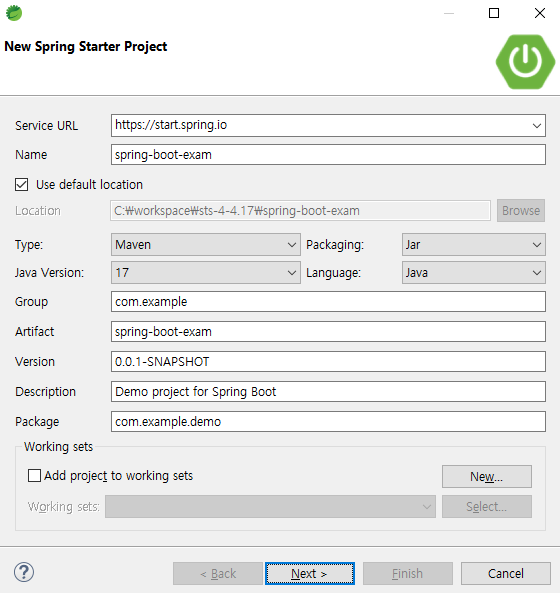 New Spring Starter Project
Service URL https://start.spring.io
Name spring-boot-exam
Use default location
Location C:₩workspace₩sts-4-4.17₩spring-boot-exam Browse
Type: Maven Packaging: Jar
Java Version: 17 Language: Java
Group com.example
Artifact spring-boot-exam
Version 0.0.1-SNAPSHOT
Description Demo project for Spring Boot
Package com.example.demo
Working sets
Add project to working sets New...
Working sets: Select...
? < Back Next > Finish Cancel